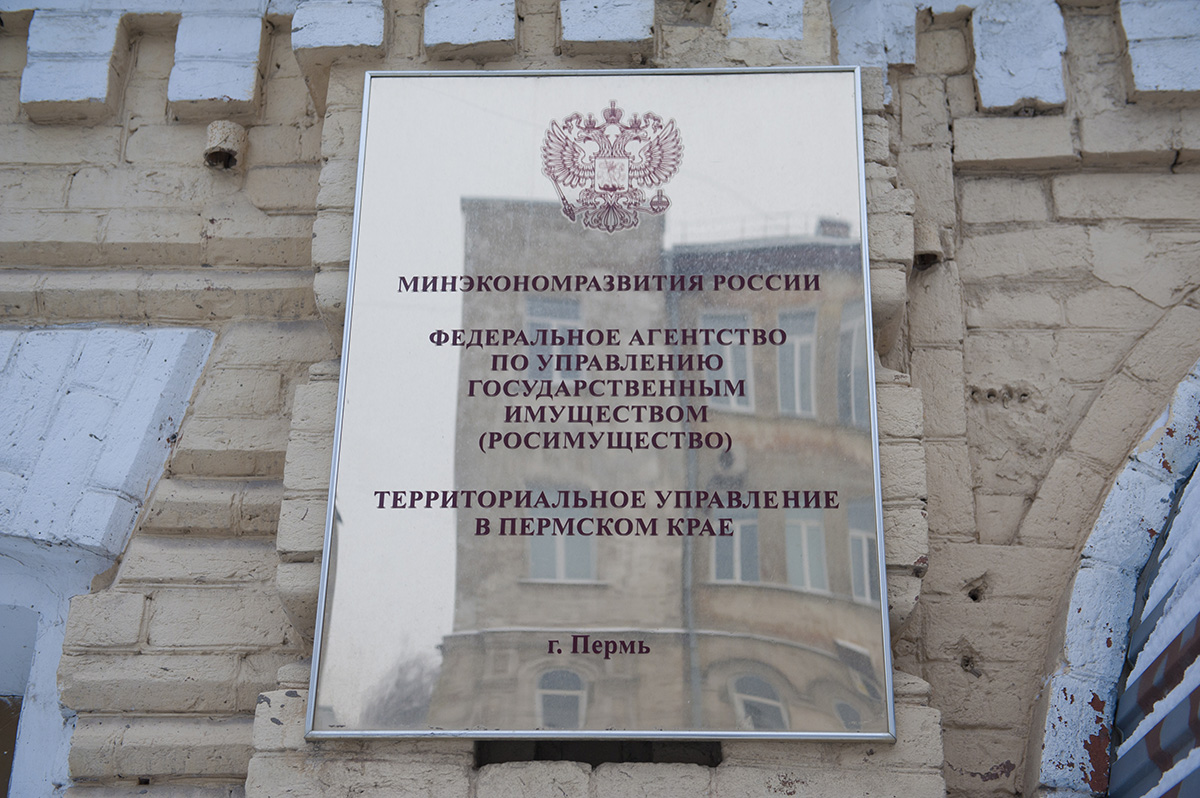 МИНЭКОНОМРАЗВИТИЯ РОССИИ
ФЕДЕРАЛЬНОЕ АГЕНТСТВО
ПО УПРАВЛЕНИЮ
ГОСУДАРСТВЕННЫМ
ИМУЩЕСТВОМ
(РОСИМУЩЕСТВО)
ТЕРРИТОРИАЛЬНОЕ УПРАВЛЕНИЕ
В ПЕРМСКОМ КРАЕ
г. Пермь